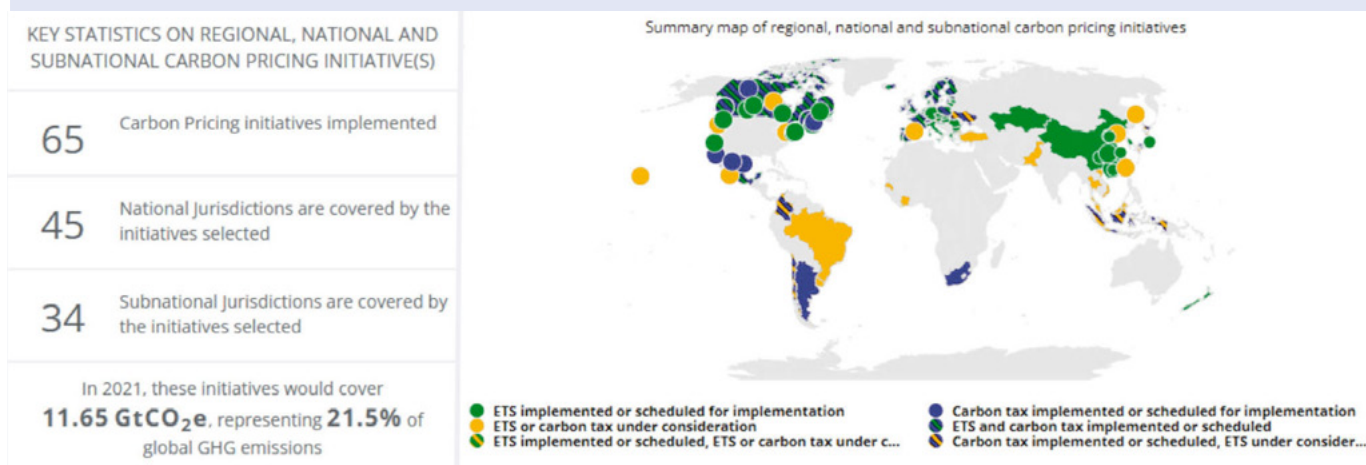 KEY STATISTICS ON REGIONAL, NATIONAL AND
SUBNATIONAL CARBON PRICING INITIATIVE(S)
65
Carbon Pricing initiatives implemented
45
National Jurisdictions are covered by the
initiatives selected
34
Subnational Jurisdictions are covered by
the initiatives selected
In 2021, these initiatives would cover
11.65 GtCO₂e, representing 21.5% of
global GHG emissions
Summary map of regional, national and subnational carbon pricing initiatives
ETS implemented or scheduled for implementation
ETS or carbon tax under consideration
ETS implemented or scheduled, ETS or carbon tax under c...
Carbon tax implemented or scheduled for implementation
ETS and carbon tax implemented or scheduled
Carbon tax implemented or scheduled, ETS under consider...